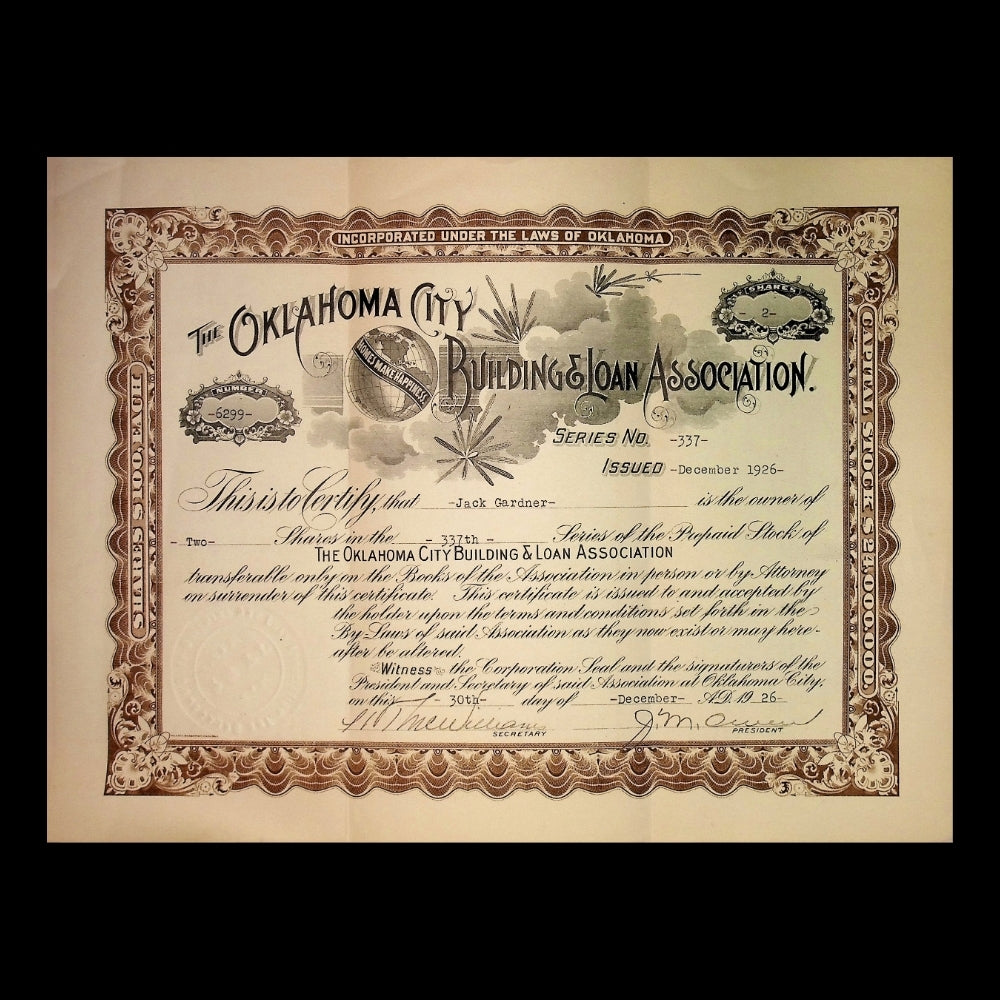 INCORPORATED UNDER THE LAWS OF OKLAHOMA
THE OKLAHOMA CITY
BUILDING & LOAN ASSOCIATION.
HOMES MAKE HAPPINESS
SHARES
- 2-
NUMBER
-6299-
SERIES NO. -337-
ISSUED -December 1926-
This is to Certify, that -Jack Gardner- is the owner of
- Two- Shares in the - 337th - Series of the Prepaid Stock of
THE OKLAHOMA CITY BUILDING & LOAN ASSOCIATION
transferable only on the Books of the Association in person or by Attorney
on surrender of this certificate. This certificate is issued to and accepted by
the holder upon the terms and conditions set forth in the
By-Laws of said Association as they now exist or may here-
after be altered.
Witness the Corporation Seal and the signatures of the
President and Secretary of said Association at Oklahoma City,
on this - 30th- day of -December- A.D. 19 26-
McWilliams
SECRETARY
J. M. Owen
PRESIDENT
SHARES $100. EACH
CAPITAL STOCK $24,000,000.00.